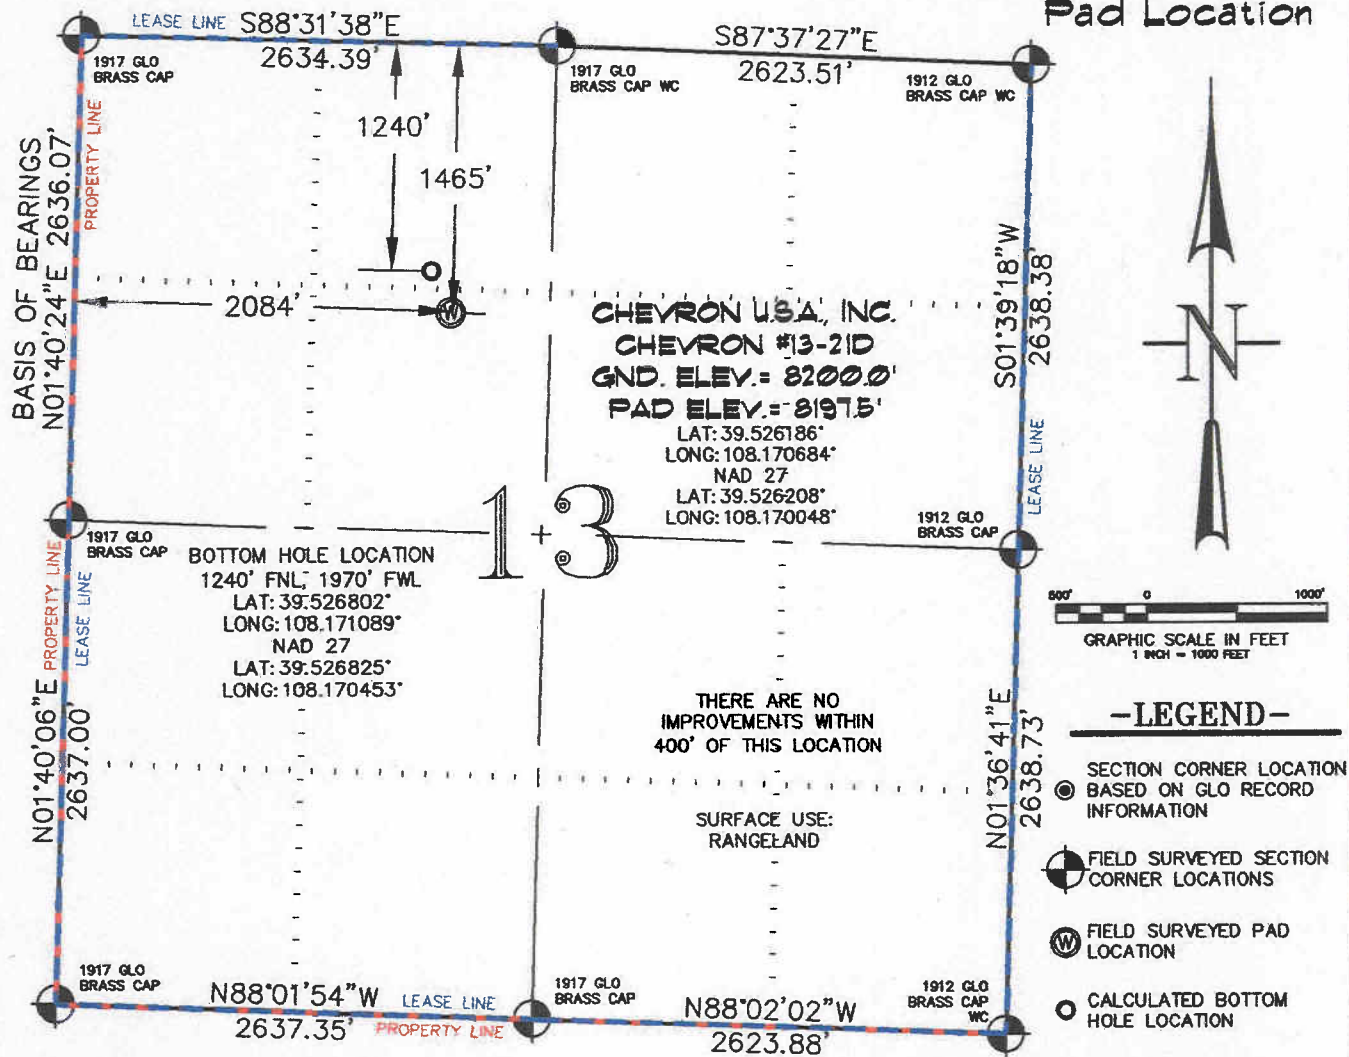 Pad Location
LEASE LINE
S88°31'38"E
2634.39'
S87°37'27"E
2623.51'
1917 GLO
BRASS CAP
1917 GLO
BRASS CAP WC
1912 GLO
BRASS CAP WC
1240'
1465'
2084'
BASIS OF BEARINGS
N01°40'24"E 2636.07'
PROPERTY LINE
CHEVRON U.S.A., INC.
CHEVRON #13-21D
GND. ELEV.= 8200.0'
PAD ELEV.= 8197.5'
LAT: 39.526186°
LONG: 108.170684°
NAD 27
LAT: 39.526208°
LONG: 108.170048°
S01°39'18"W
2638.38'
LEASE LINE
W
N
13
1917 GLO
BRASS CAP
1912 GLO
BRASS CAP
BOTTOM HOLE LOCATION
1240' FNL, 1970' FWL
LAT: 39.526802°
LONG: 108.171089°
NAD 27
LAT: 39.526825°
LONG: 108.170453°
PROPERTY LINE
LEASE LINE
N01°40'06"E
2637.00'
THERE ARE NO
IMPROVEMENTS WITHIN
400' OF THIS LOCATION
SURFACE USE:
RANGELAND
N01°36'41"E
2638.73'
1917 GLO
BRASS CAP
1917 GLO
BRASS CAP
1912 GLO
BRASS CAP
WC
N88°01'54"W
2637.35'
LEASE LINE
PROPERTY LINE
N88°02'02"W
2623.88'
500' 0 1000'
GRAPHIC SCALE IN FEET
1 INCH = 1000 FEET
-LEGEND-
SECTION CORNER LOCATION
BASED ON GLO RECORD
INFORMATION
FIELD SURVEYED SECTION
CORNER LOCATIONS
W
FIELD SURVEYED PAD
LOCATION
CALCULATED BOTTOM
HOLE LOCATION